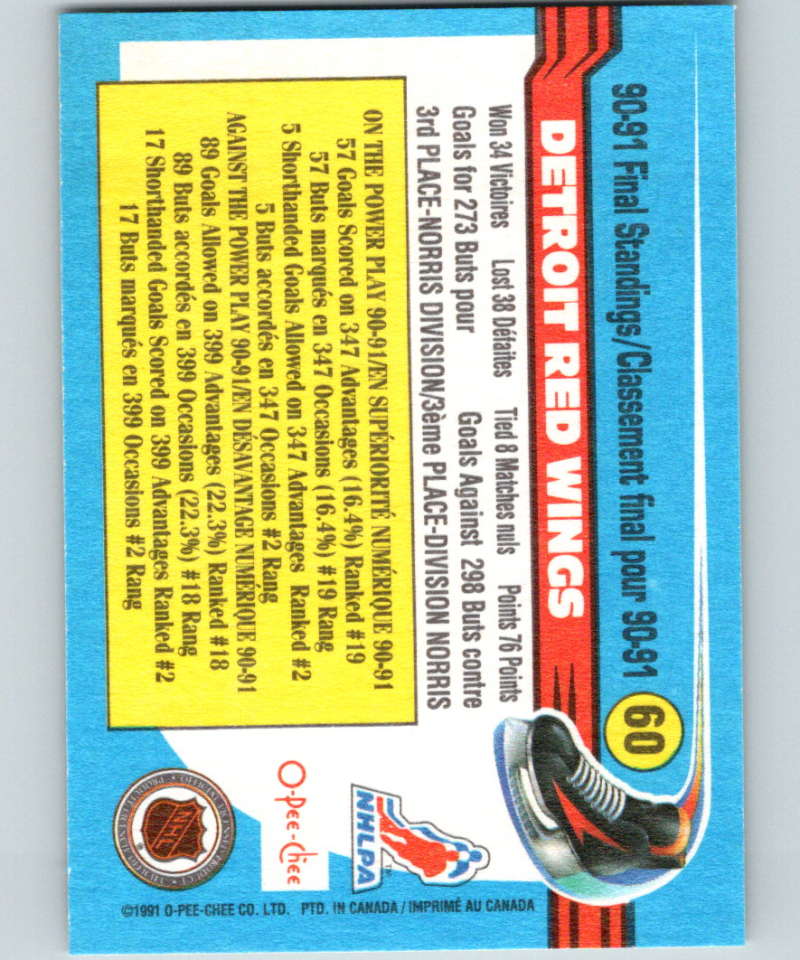 90-91 Final Standings/Classement final pour 90-91 60
DETROIT RED WINGS
Won 34 Victoires Lost 38 Défaites Tied 8 Matches nuls Points 76 Points
Goals for 273 Buts pour Goals Against 298 Buts contre
3rd PLACE-NORRIS DIVISION/3ème PLACE-DIVISION NORRIS
ON THE POWER PLAY 90-91/EN SUPÉRIORITÉ NUMÉRIQUE 90-91
57 Goals Scored on 347 Advantages (16.4%) Ranked #19
57 Buts marqués en 347 Occasions (16.4%) #19 Rang
5 Shorthanded Goals Allowed on 347 Advantages Ranked #2
5 Buts accordés en 347 Occasions #2 Rang
AGAINST THE POWER PLAY 90-91/EN DÉSAVANTAGE NUMÉRIQUE 90-91
89 Goals Allowed on 399 Advantages (22.3%) Ranked #18
89 Buts accordés en 399 Occasions (22.3%) #18 Rang
17 Shorthanded Goals Scored on 399 Advantages Ranked #2
17 Buts marqués en 399 Occasions #2 Rang
NHLPA
O-Pee-Chee
NHL
©1991 O-PEE-CHEE CO. LTD. PTD. IN CANADA / IMPRIMÉ AU CANADA